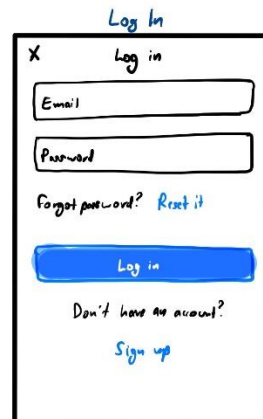 Log In
X Log in
Email
Password
Forgot password? Reset it
Log in
Don't have an account?
Sign up